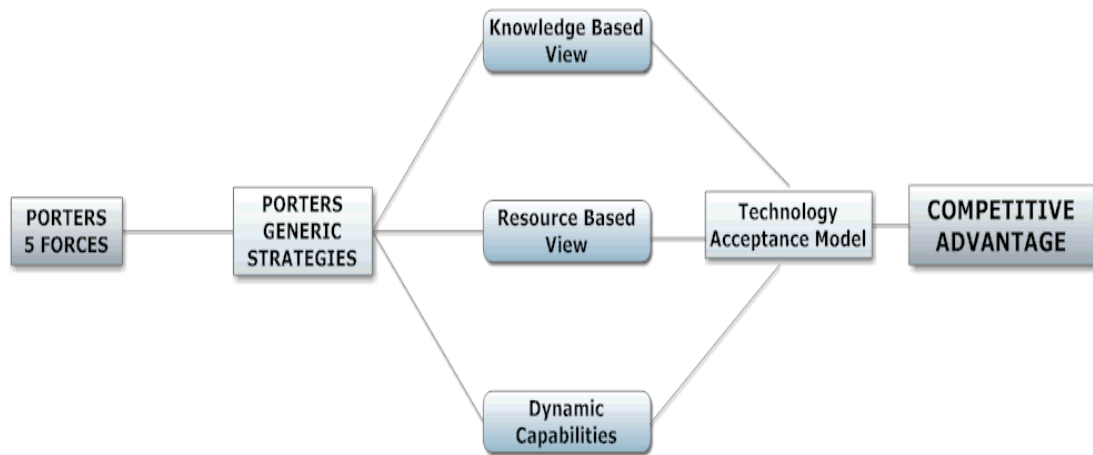 Knowledge Based
View
PORTERS
5 FORCES
PORTERS
GENERIC
STRATEGIES
Resource Based
View
Technology
Acceptance Model
COMPETITIVE
ADVANTAGE
Dynamic
Capabilities